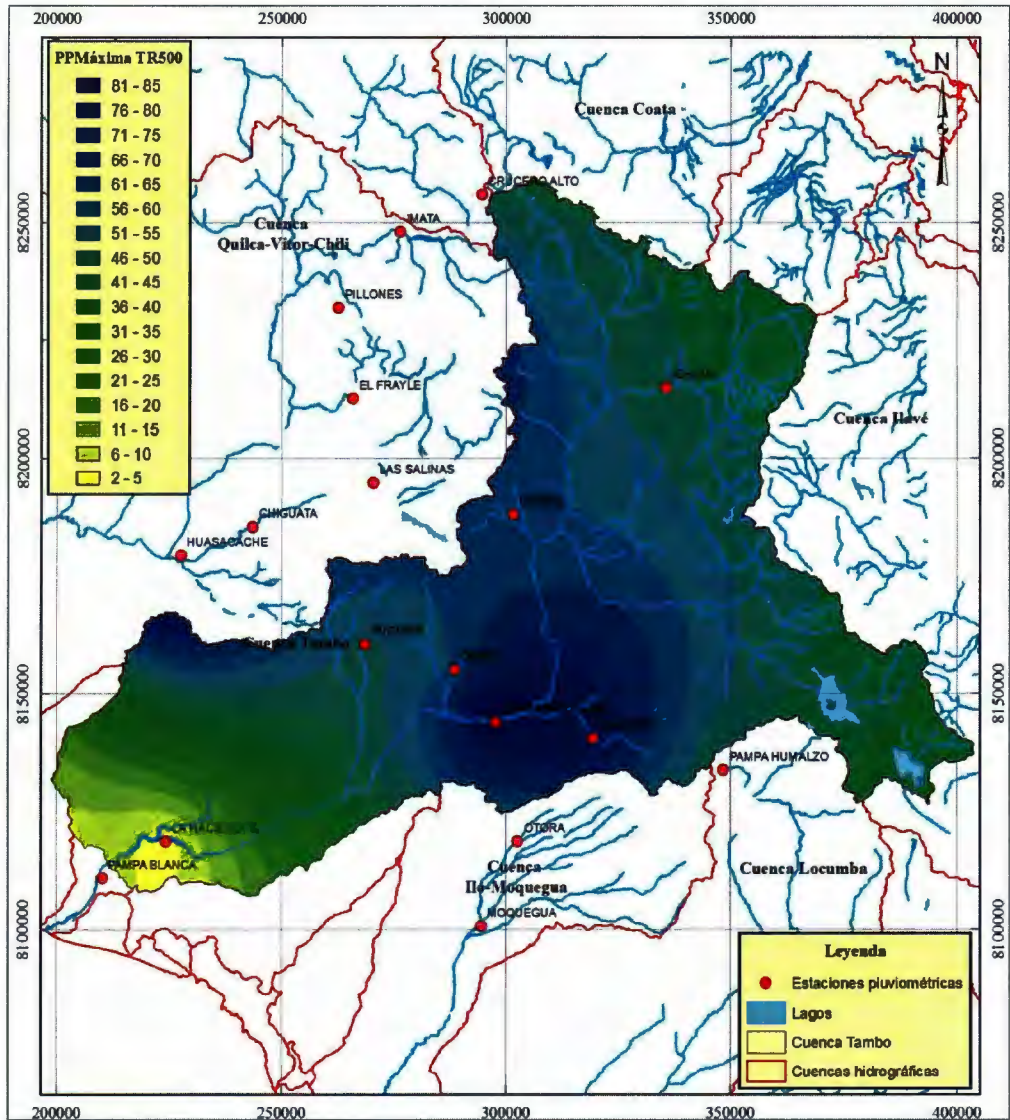 200000
250000
300000
350000
400000
PPMáxima TR500
81 - 85
76 - 80
71 - 75
66 - 70
61 - 65
56 - 60
51 - 55
46 - 50
41 - 45
36 - 40
31 - 35
26 - 30
21 - 25
16 - 20
11 - 15
6 - 10
2 - 5
N
Cuenca Coata
CRUCERO ALTO
IMATA
Cuenca
Quilca-Vitor-Chili
PILLONES
EL FRAYLE
Cuenca Ilave
LAS SALINAS
CHIGUATA
HUASACACHE
Cuenca Tambo
PAMPA HUMALZO
LA HACIENDITA
OTORA
PAMPA BLANCA
Cuenca
Ilo-Moquegua
Cuenca Locumba
MOQUEGUA
8250000
8200000
8150000
8100000
8250000
8200000
8150000
8100000
Leyenda
Estaciones pluviométricas
Lagos
Cuenca Tambo
Cuencas hidrográficas
200000
250000
300000
350000
400000